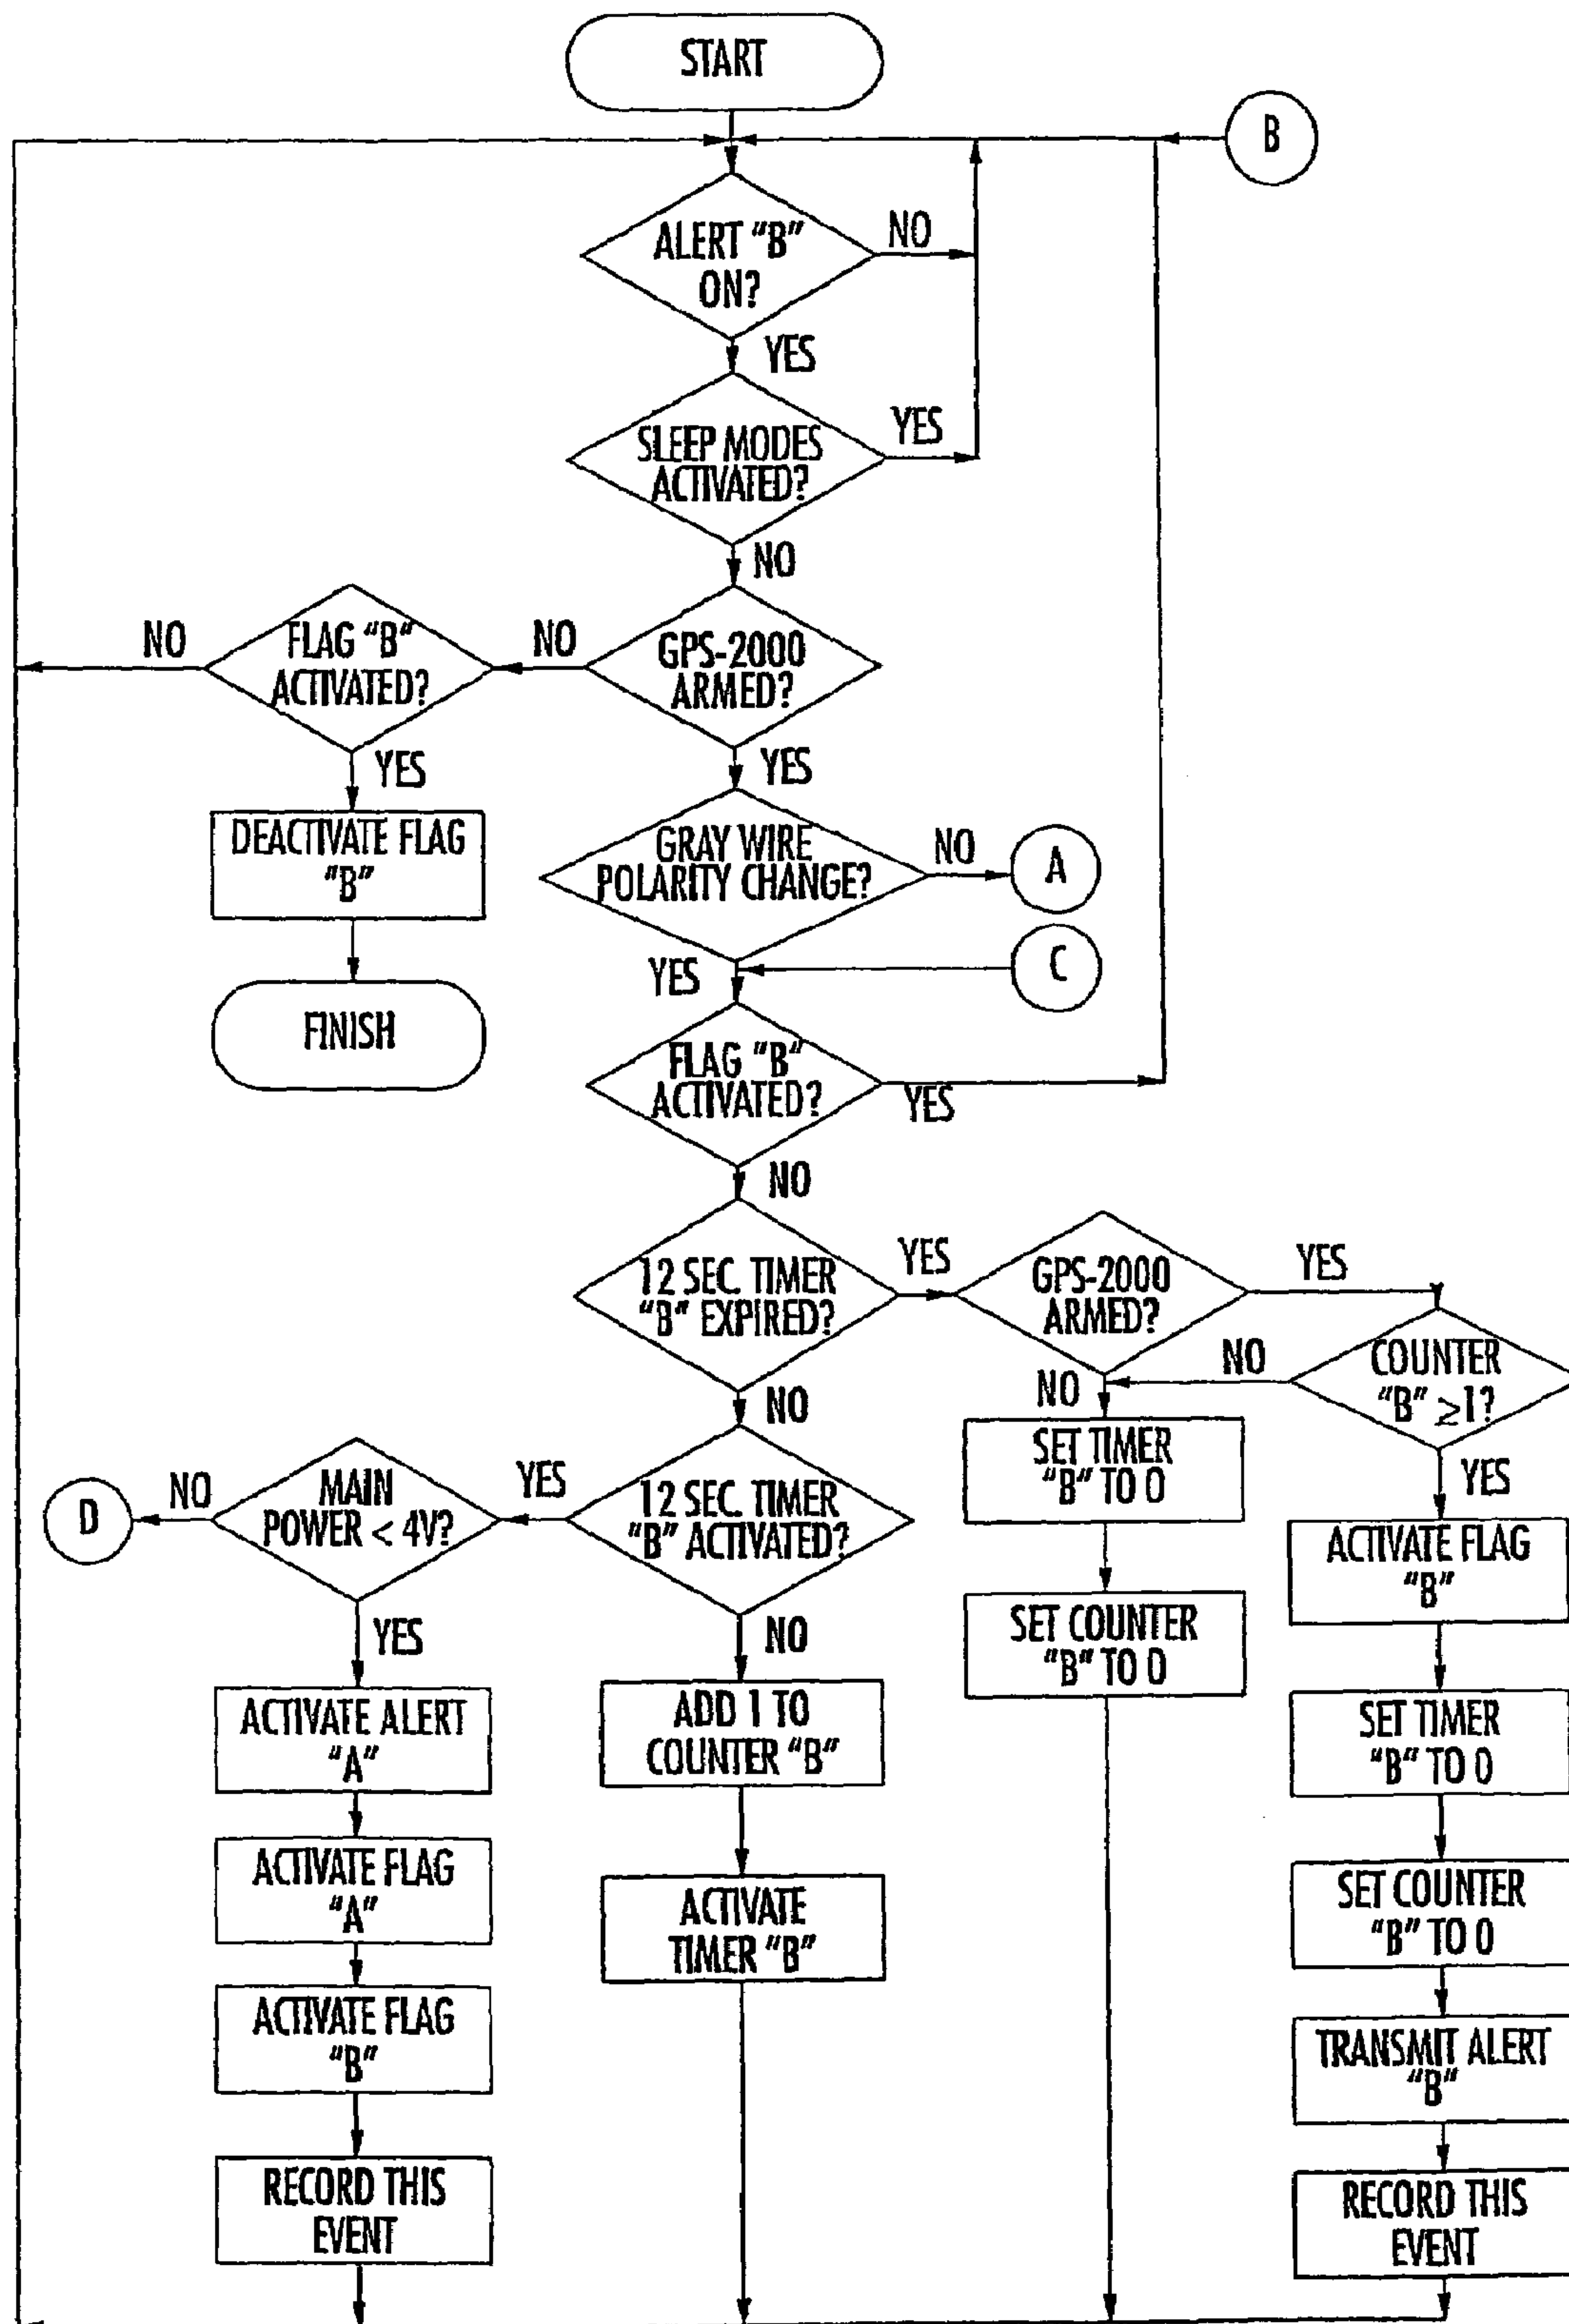 START
B
ALERT "B"
ON?
NO
YES
SLEEP MODES
ACTIVATED?
YES
NO
GPS-2000
ARMED?
NO
FLAG "B"
ACTIVATED?
NO
YES
DEACTIVATE FLAG
"B"
FINISH
YES
GRAY WIRE
POLARITY CHANGE?
NO
A
YES
C
FLAG "B"
ACTIVATED?
YES
NO
12 SEC. TIMER
"B" EXPIRED?
YES
GPS-2000
ARMED?
YES
COUNTER
"B" ≥1?
NO
NO
SET TIMER
"B" TO 0
SET COUNTER
"B" TO 0
YES
ACTIVATE FLAG
"B"
SET TIMER
"B" TO 0
SET COUNTER
"B" TO 0
TRANSMIT ALERT
"B"
RECORD THIS
EVENT
NO
12 SEC. TIMER
"B" ACTIVATED?
YES
MAIN
POWER < 4V?
NO
D
YES
ACTIVATE ALERT
"A"
ACTIVATE FLAG
"A"
ACTIVATE FLAG
"B"
RECORD THIS
EVENT
NO
ADD 1 TO
COUNTER "B"
ACTIVATE
TIMER "B"